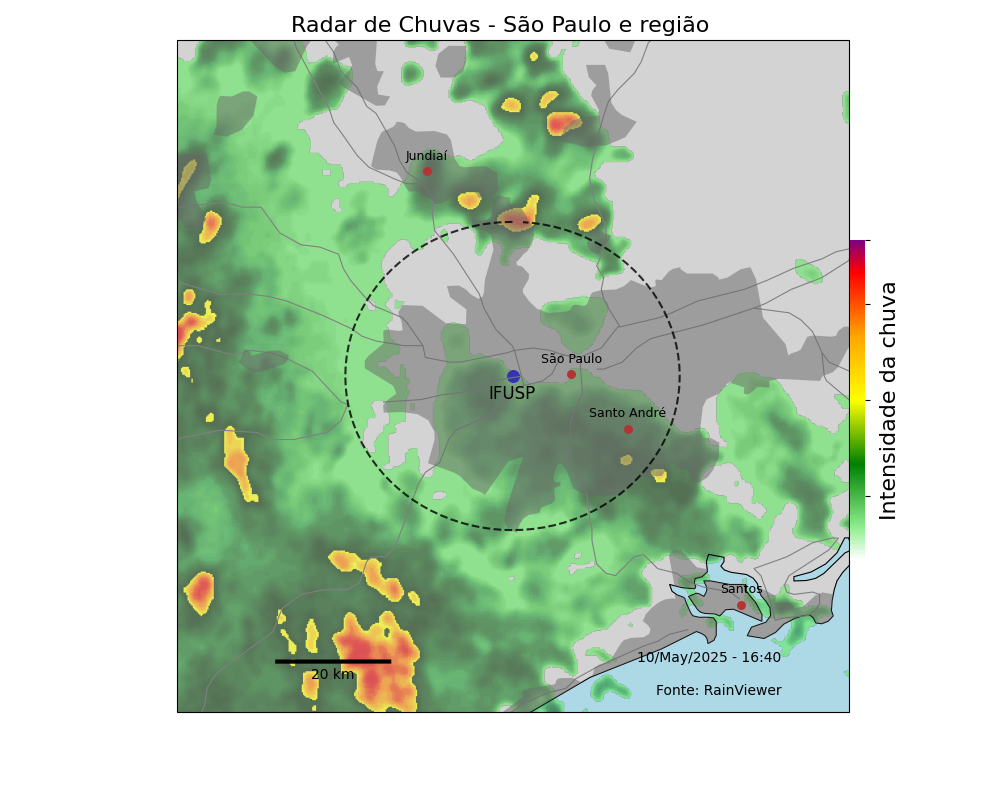 Radar de Chuvas - São Paulo e região
Jundiaí
São Paulo
IFUSP
Santo André
Intensidade da chuva
Santos
10/May/2025 - 16:40
20 km
Fonte: RainViewer